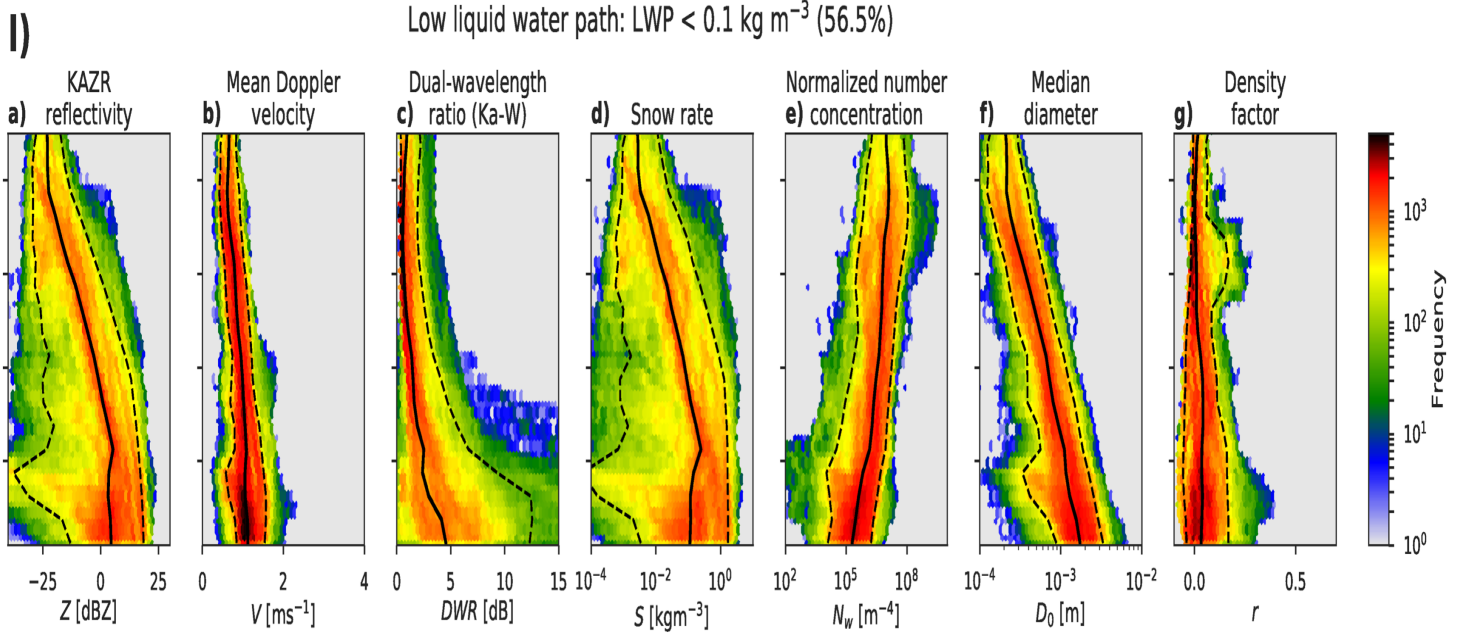 I)
Low liquid water path: LWP < 0.1 kg m⁻³ (56.5%)
a) KAZR reflectivity
b) Mean Doppler velocity
c) Dual-wavelength ratio (Ka-W)
d) Snow rate
e) Normalized number concentration
f) Median diameter
g) Density factor
−25 0 25
Z [dBZ]
0 2 4
V [ms⁻¹]
0 5 10 15
DWR [dB]
10⁻⁴ 10⁻² 10⁰
S [kgm⁻³]
10² 10⁵ 10⁸
N_w [m⁻⁴]
10⁻⁴ 10⁻³ 10⁻²
D₀ [m]
0.0 0.5
r
10³
10²
10¹
10⁰
Frequency